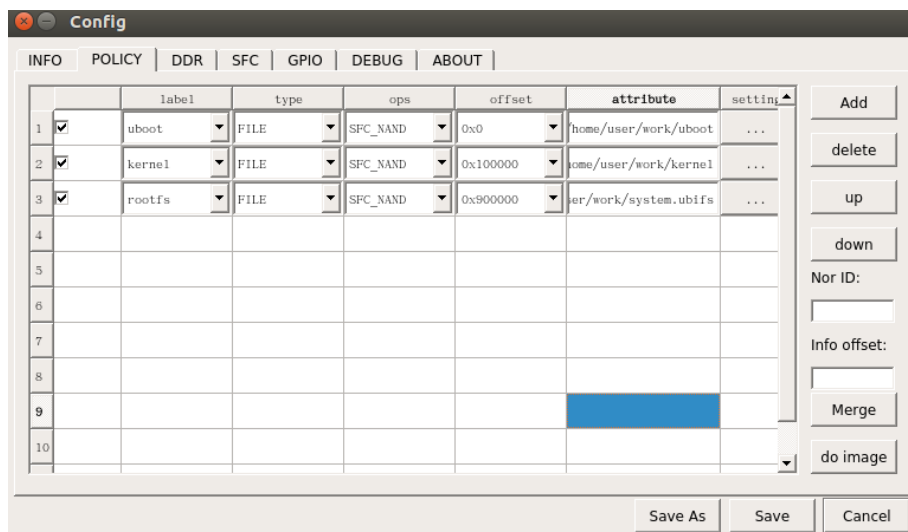 Config
INFO POLICY DDR SFC GPIO DEBUG ABOUT
label type ops offset attribute setting
1 uboot FILE SFC_NAND 0x0 /home/user/work/uboot ...
2 kernel FILE SFC_NAND 0x100000 ome/user/work/kernel ...
3 rootfs FILE SFC_NAND 0x900000 er/work/system.ubifs ...
4
5
6
7
8
9
10
Add
delete
up
down
Nor ID:
Info offset:
Merge
do image
Save As Save Cancel